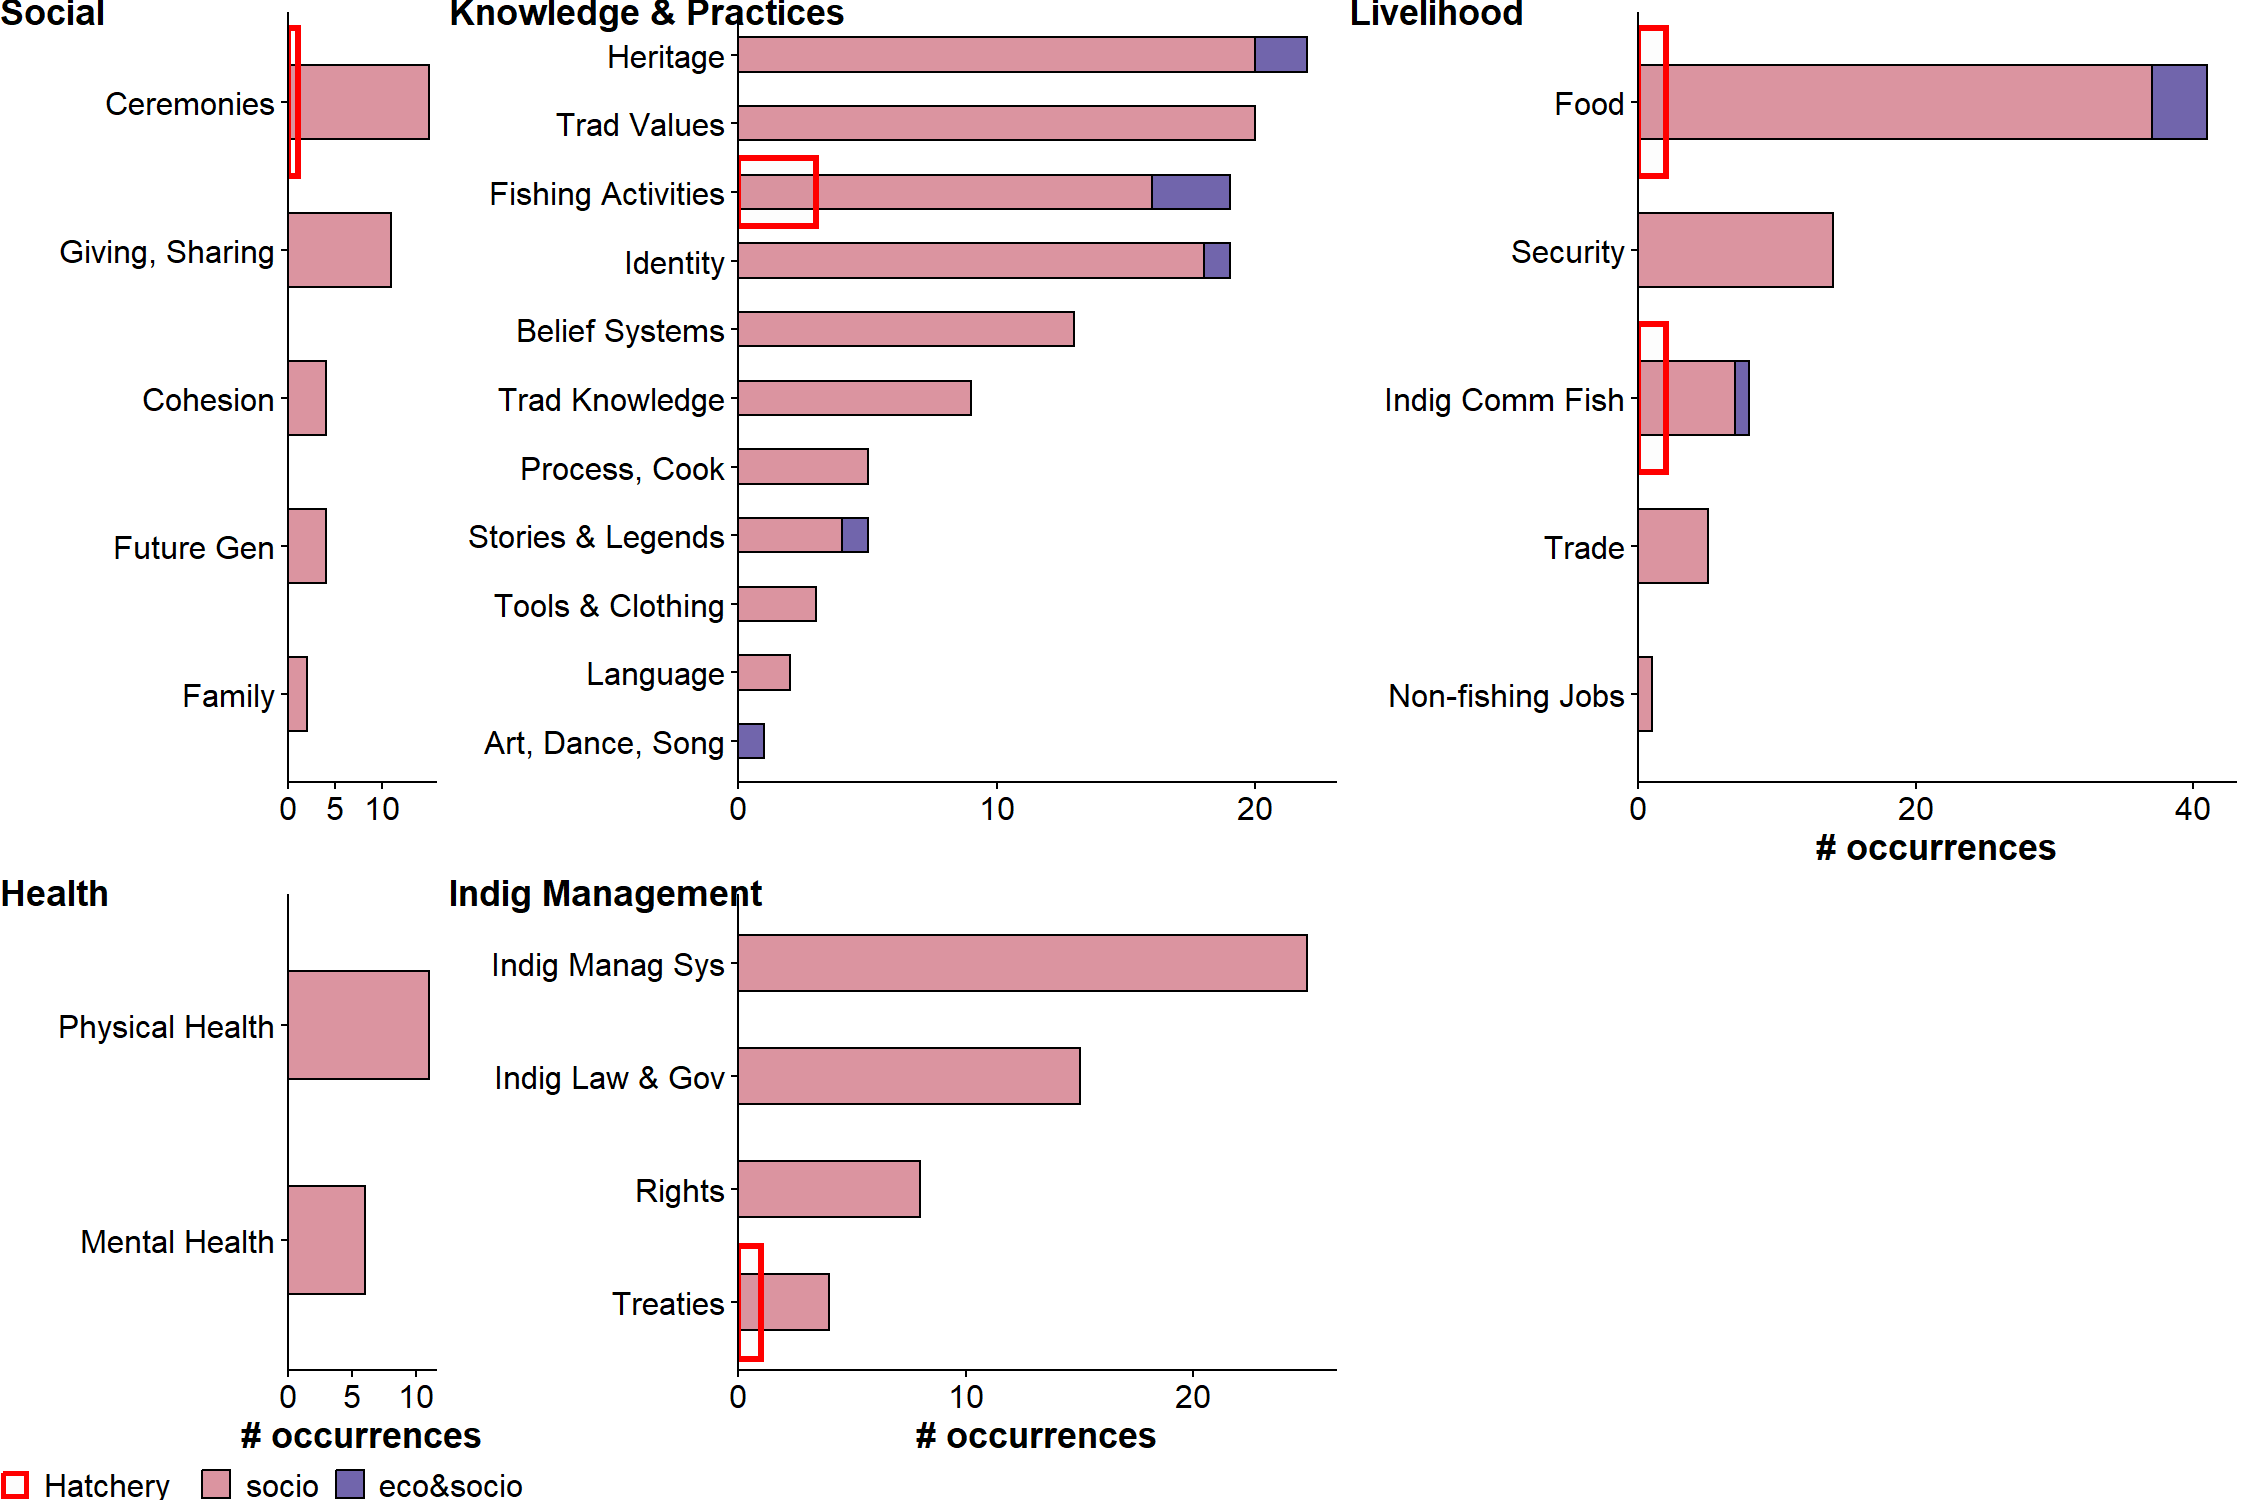 Social
Ceremonies
Giving, Sharing
Cohesion
Future Gen
Family
0 5 10
Knowledge & Practices
Heritage
Trad Values
Fishing Activities
Identity
Belief Systems
Trad Knowledge
Process, Cook
Stories & Legends
Tools & Clothing
Language
Art, Dance, Song
0 10 20
Livelihood
Food
Security
Indig Comm Fish
Trade
Non-fishing Jobs
0 20 40
# occurrences
Health
Physical Health
Mental Health
0 5 10
# occurrences
Indig Management
Indig Manag Sys
Indig Law & Gov
Rights
Treaties
0 10 20
# occurrences
Hatchery socio eco&socio